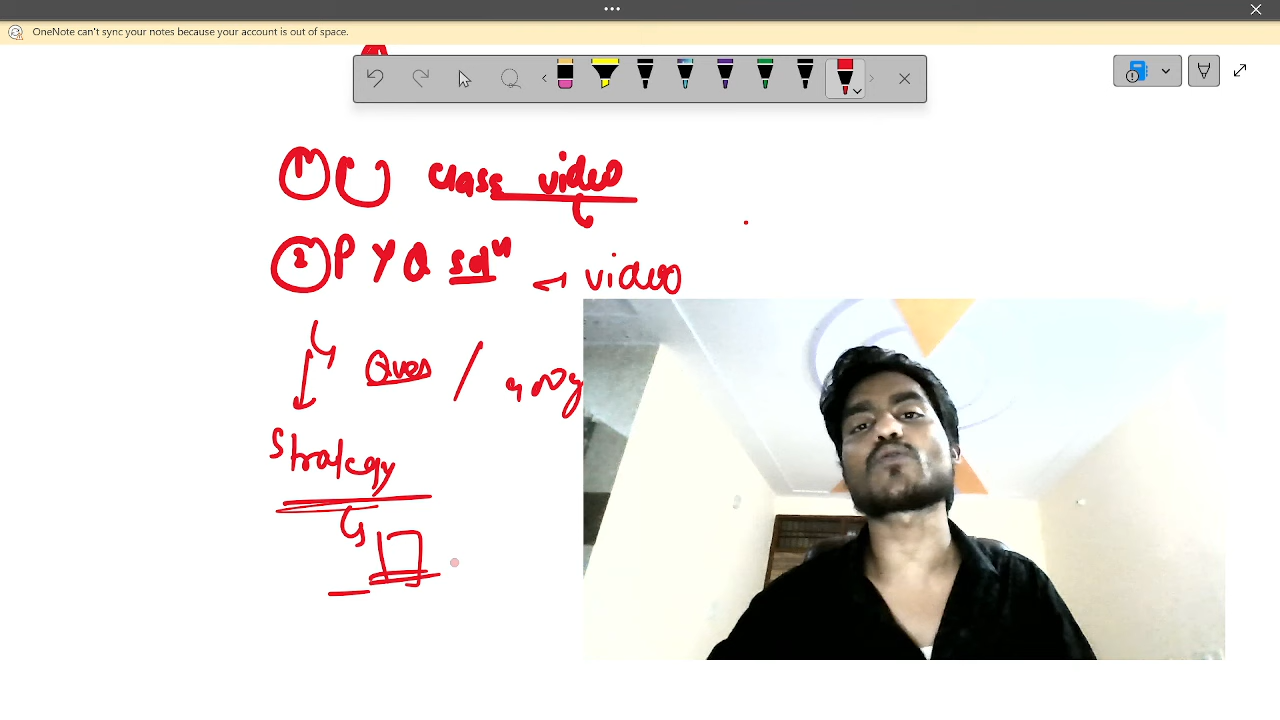 OneNote can't sync your notes because your account is out of space.
1 class video
2 P Y Q solⁿ ← video
Ques /
Strategy